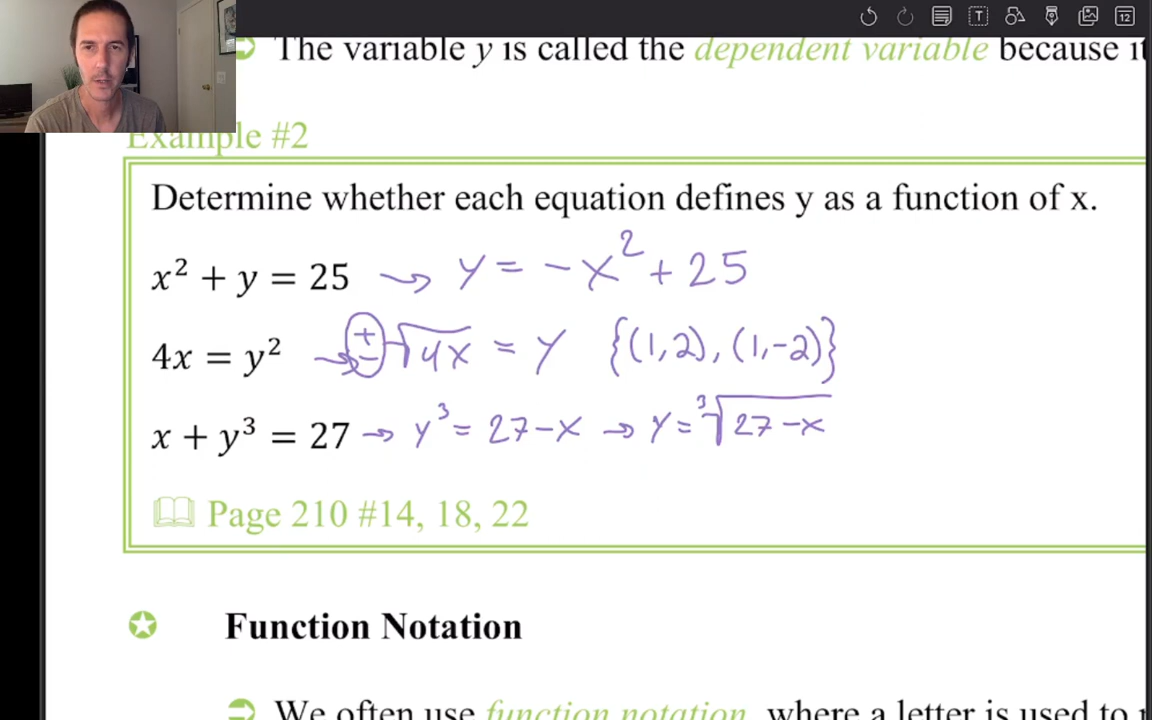 12
The variable y is called the dependent variable because it
Example #2
Determine whether each equation defines y as a function of x.
x² + y = 25 → y = -x² + 25
4x = y² → ±√4x = y {(1,2), (1,-2)}
x + y³ = 27 → y³ = 27-x → y = ³√27-x
Page 210 #14, 18, 22
Function Notation
We often use function notation, where a letter is used to